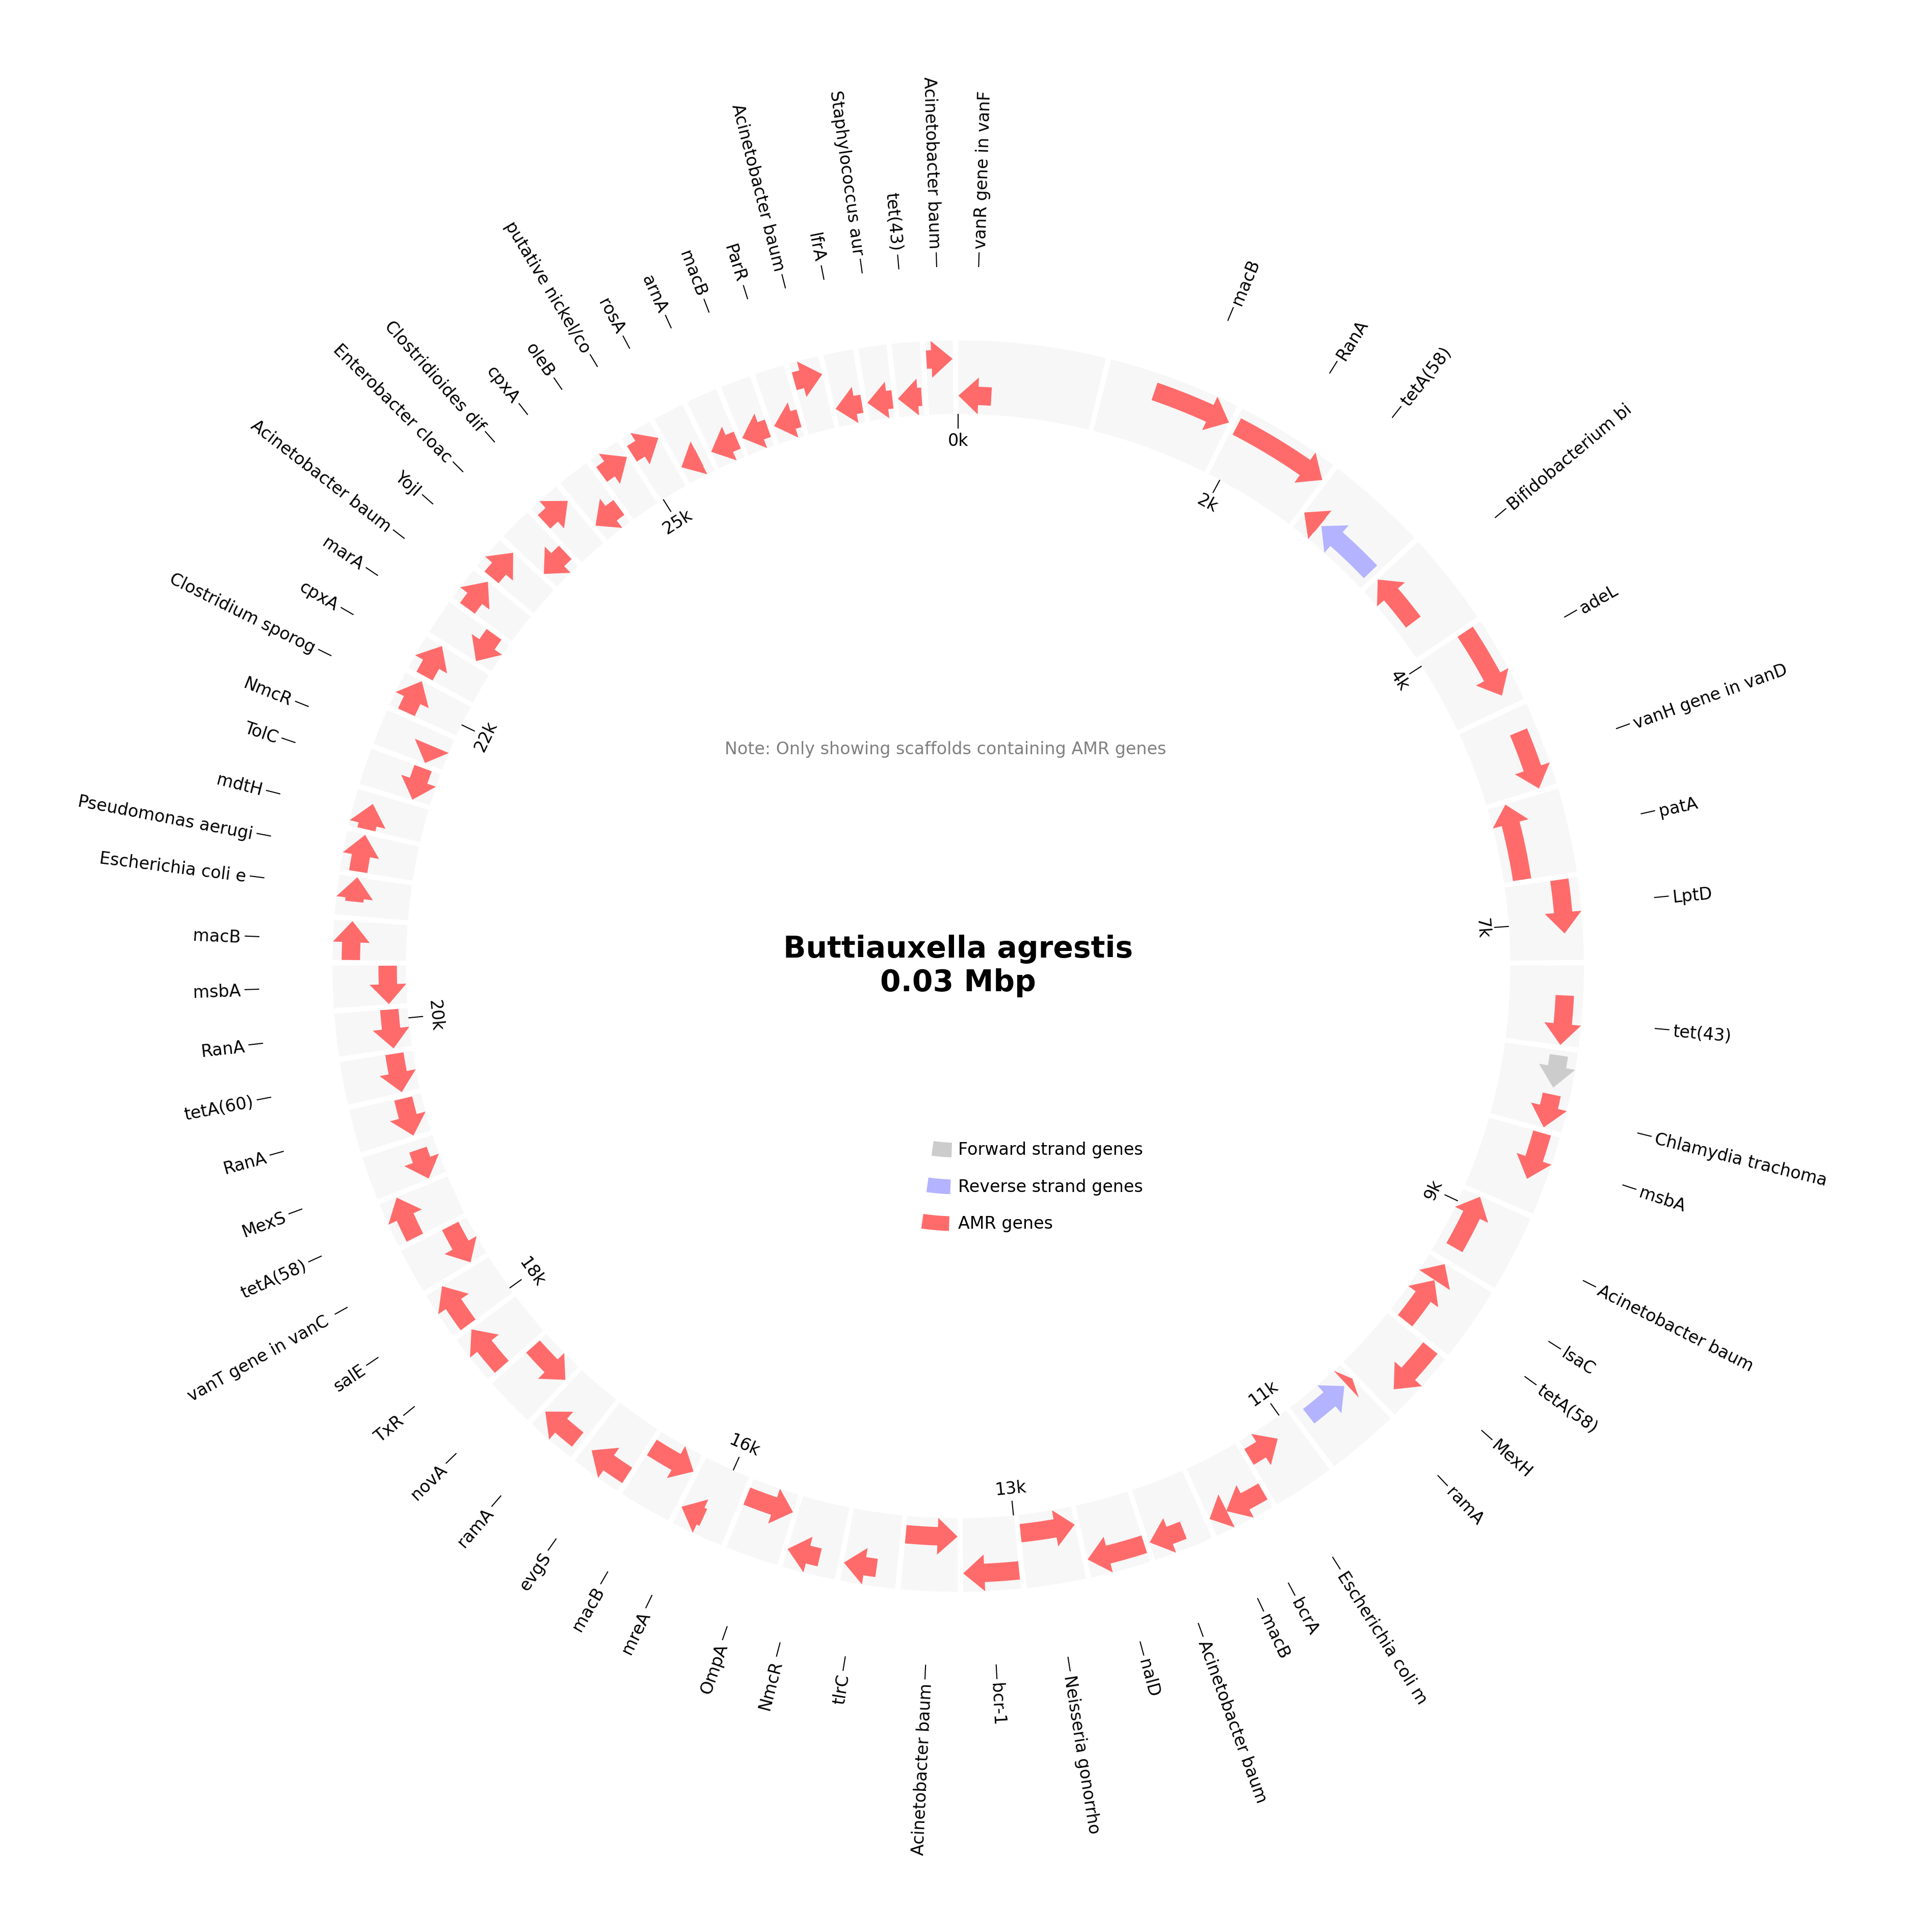 vanR gene in vanF
macB
RanA
tetA(58)
Bifidobacterium bi
adeL
vanH gene in vanD
patA
LptD
tet(43)
Chlamydia trachoma
msbA
Acinetobacter baum
lsaC
tetA(58)
MexH
ramA
Escherichia coli m
bcrA
macB
Acinetobacter baum
nalD
Neisseria gonorrho
bcr-1
Acinetobacter baum
tlrC
NmcR
OmpA
mreA
macB
evgS
ramA
novA
TxR
salE
vanT gene in vanC
tetA(58)
MexS
RanA
tetA(60)
RanA
msbA
macB
Escherichia coli e
Pseudomonas aerugi
mdtH
TolC
NmcR
Clostridium sporog
cpxA
marA
Acinetobacter baum
YojI
Enterobacter cloac
Clostridioides dif
cpxA
oleB
putative nickel/co
rosA
arnA
macB
ParR
Acinetobacter baum
lfrA
Staphylococcus aur
tet(43)
Acinetobacter baum
0k
2k
4k
7k
9k
11k
13k
16k
18k
20k
22k
25k
Note: Only showing scaffolds containing AMR genes
Buttiauxella agrestis
0.03 Mbp
Forward strand genes
Reverse strand genes
AMR genes